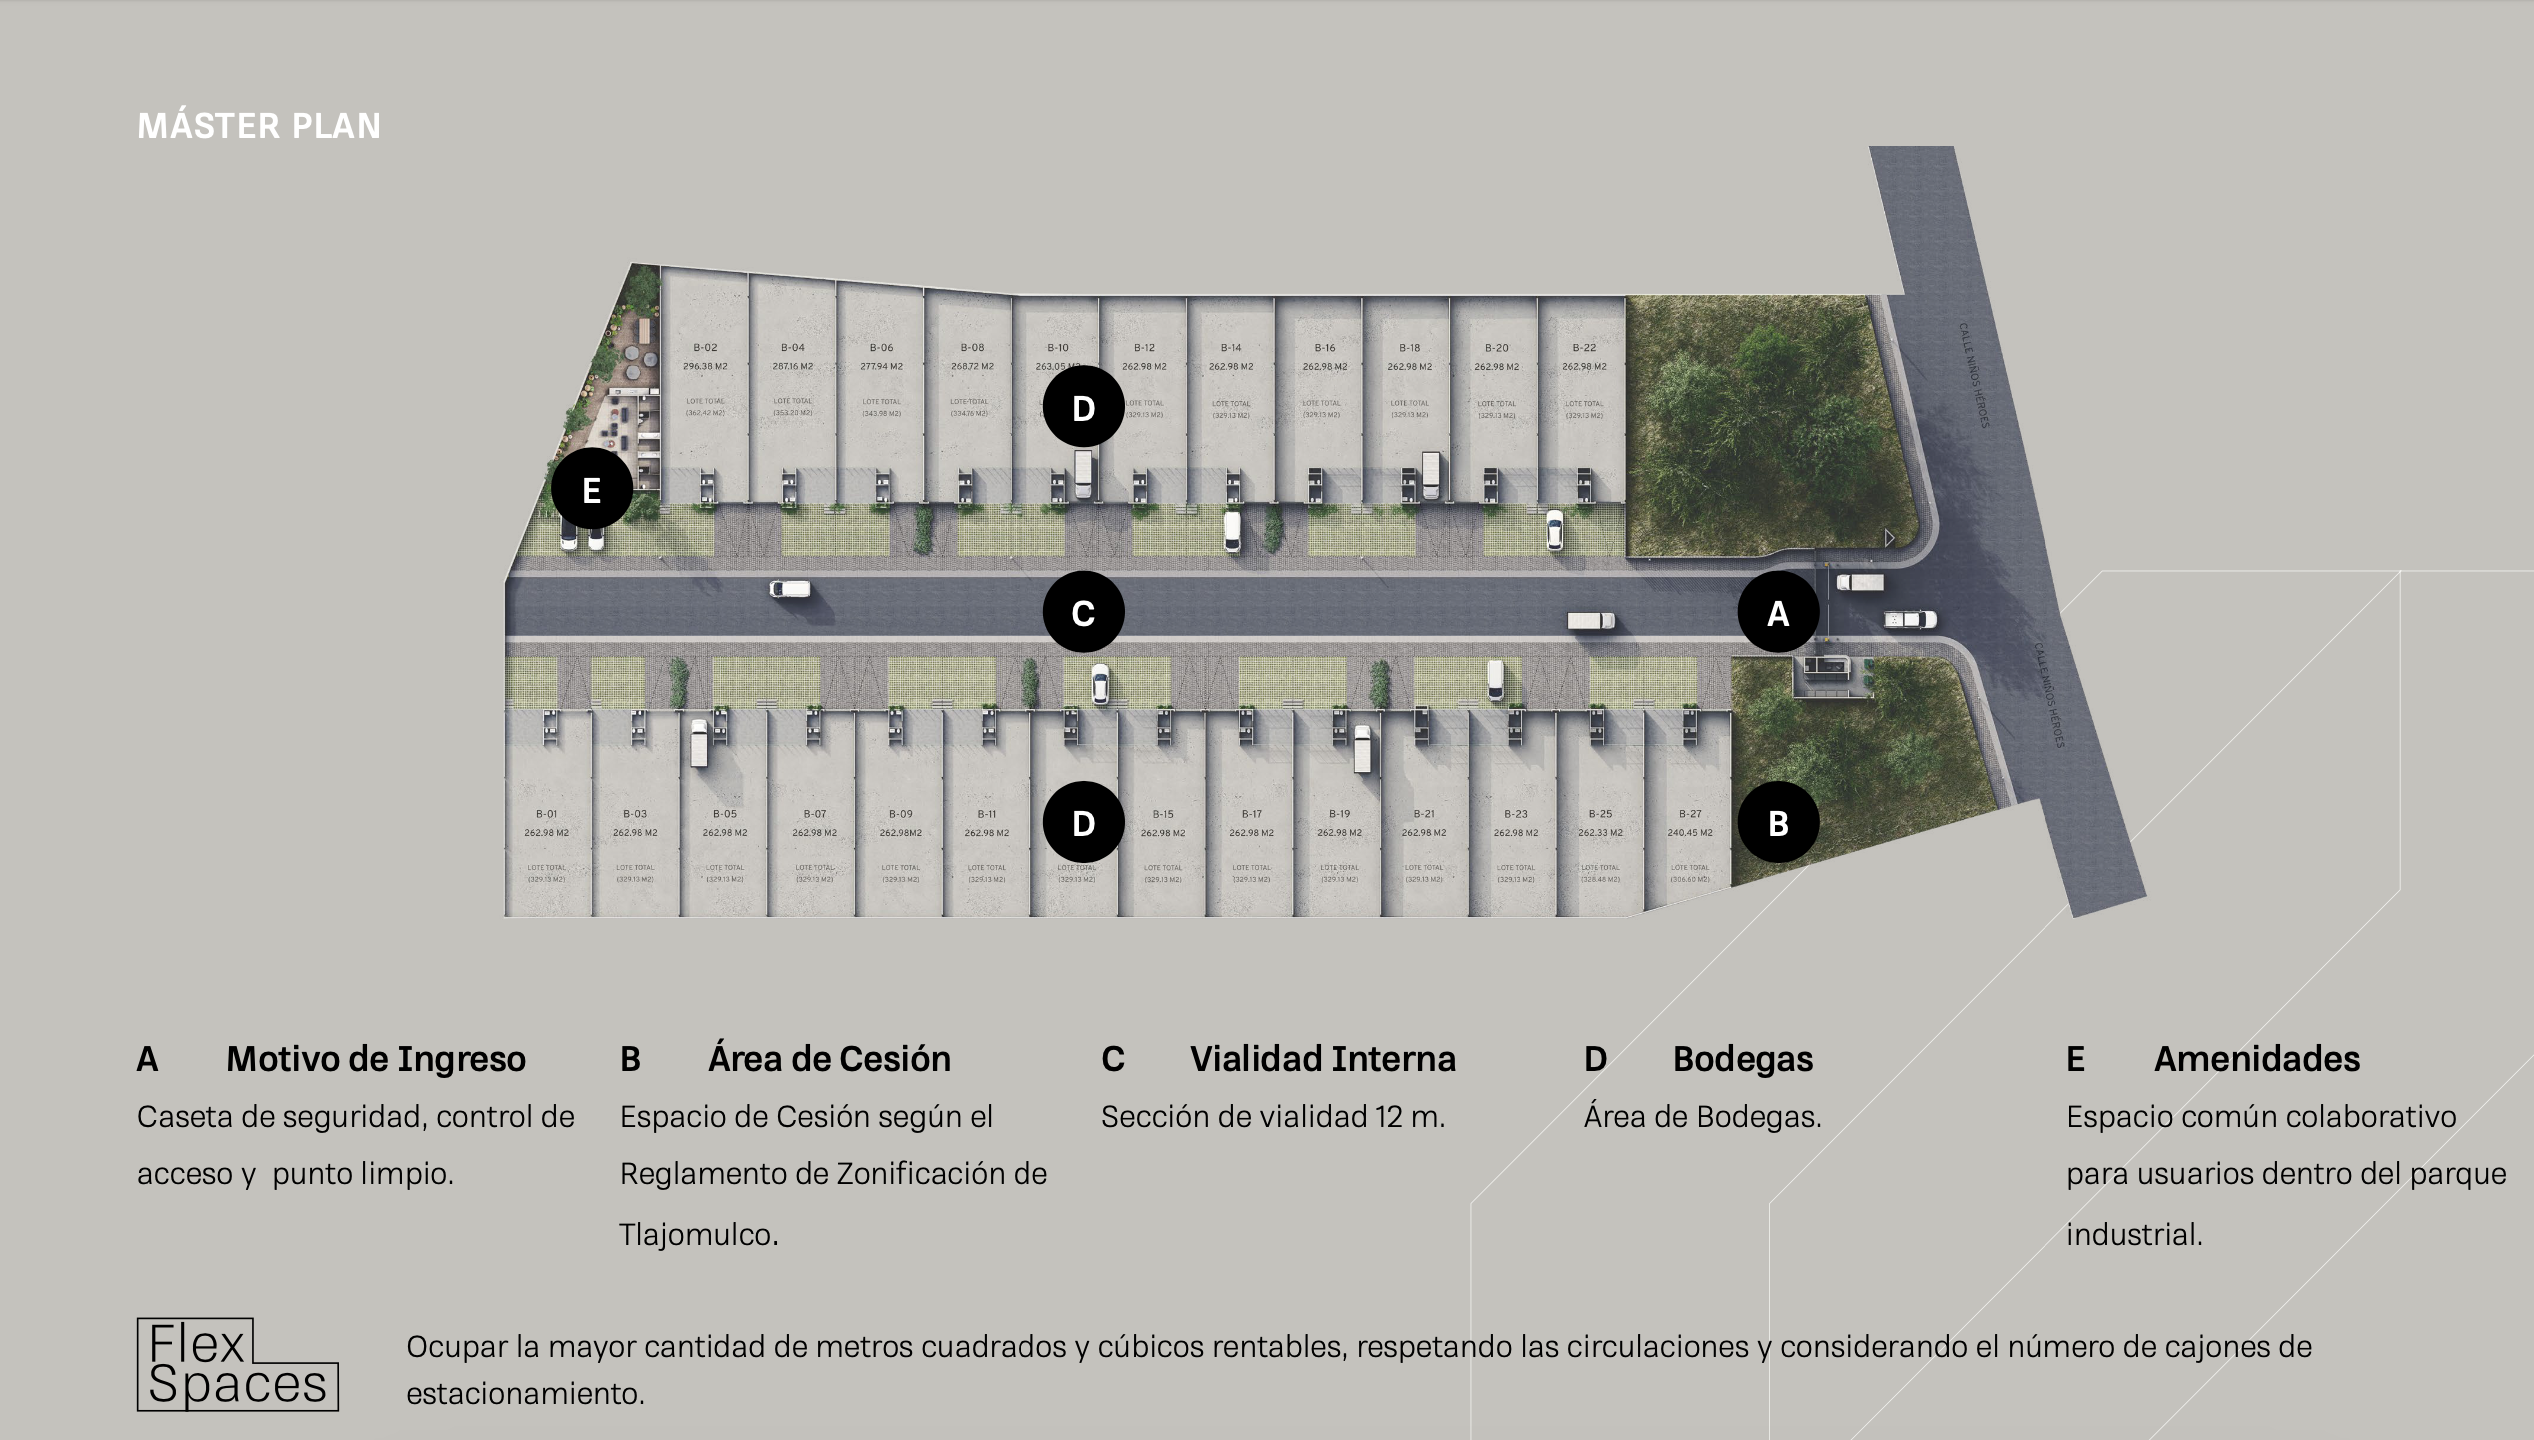 MÁSTER PLAN
CALLE NIÑOS HÉROES
B-02
296.38 M2
LOTE TOTAL
(362.42 M2)
B-04
287.16 M2
LOTE TOTAL
(353.20 M2)
B-06
277.94 M2
LOTE TOTAL
(343.98 M2)
B-08
268.72 M2
LOTE TOTAL
(334.76 M2)
B-10
263.05 M2
D
B-12
262.98 M2
LOTE TOTAL
(329.13 M2)
B-14
262.98 M2
LOTE TOTAL
(329.13 M2)
B-16
262.98 M2
LOTE TOTAL
(329.13 M2)
B-18
262.98 M2
LOTE TOTAL
(329.13 M2)
B-20
262.98 M2
LOTE TOTAL
(329.13 M2)
B-22
262.98 M2
LOTE TOTAL
(329.13 M2)
E
C
A
CALLE NIÑOS HÉROES
B-01
262.98 M2
LOTE TOTAL
(329.13 M2)
B-03
262.98 M2
LOTE TOTAL
(329.13 M2)
B-05
262.98 M2
LOTE TOTAL
(329.13 M2)
B-07
262.98 M2
LOTE TOTAL
(329.13 M2)
B-09
262.98M2
LOTE TOTAL
(329.13 M2)
B-11
262.98 M2
LOTE TOTAL
(329.13 M2)
D
LOTE TOTAL
(329.13 M2)
B-15
262.98 M2
LOTE TOTAL
(329.13 M2)
B-17
262.98 M2
LOTE TOTAL
(329.13 M2)
B-19
262.98 M2
LOTE TOTAL
(329.13 M2)
B-21
262.98 M2
LOTE TOTAL
(329.13 M2)
B-23
262.98 M2
LOTE TOTAL
(329.13 M2)
B-25
262.33 M2
LOTE TOTAL
(328.48 M2)
B-27
240.45 M2
LOTE TOTAL
(306.60 M2)
B
A Motivo de Ingreso
Caseta de seguridad, control de
acceso y punto limpio.
B Área de Cesión
Espacio de Cesión según el
Reglamento de Zonificación de
Tlajomulco.
C Vialidad Interna
Sección de vialidad 12 m.
D Bodegas
Área de Bodegas.
E Amenidades
Espacio común colaborativo
para usuarios dentro del parque
industrial.
Flex
Spaces
Ocupar la mayor cantidad de metros cuadrados y cúbicos rentables, respetando las circulaciones y considerando el número de cajones de
estacionamiento.